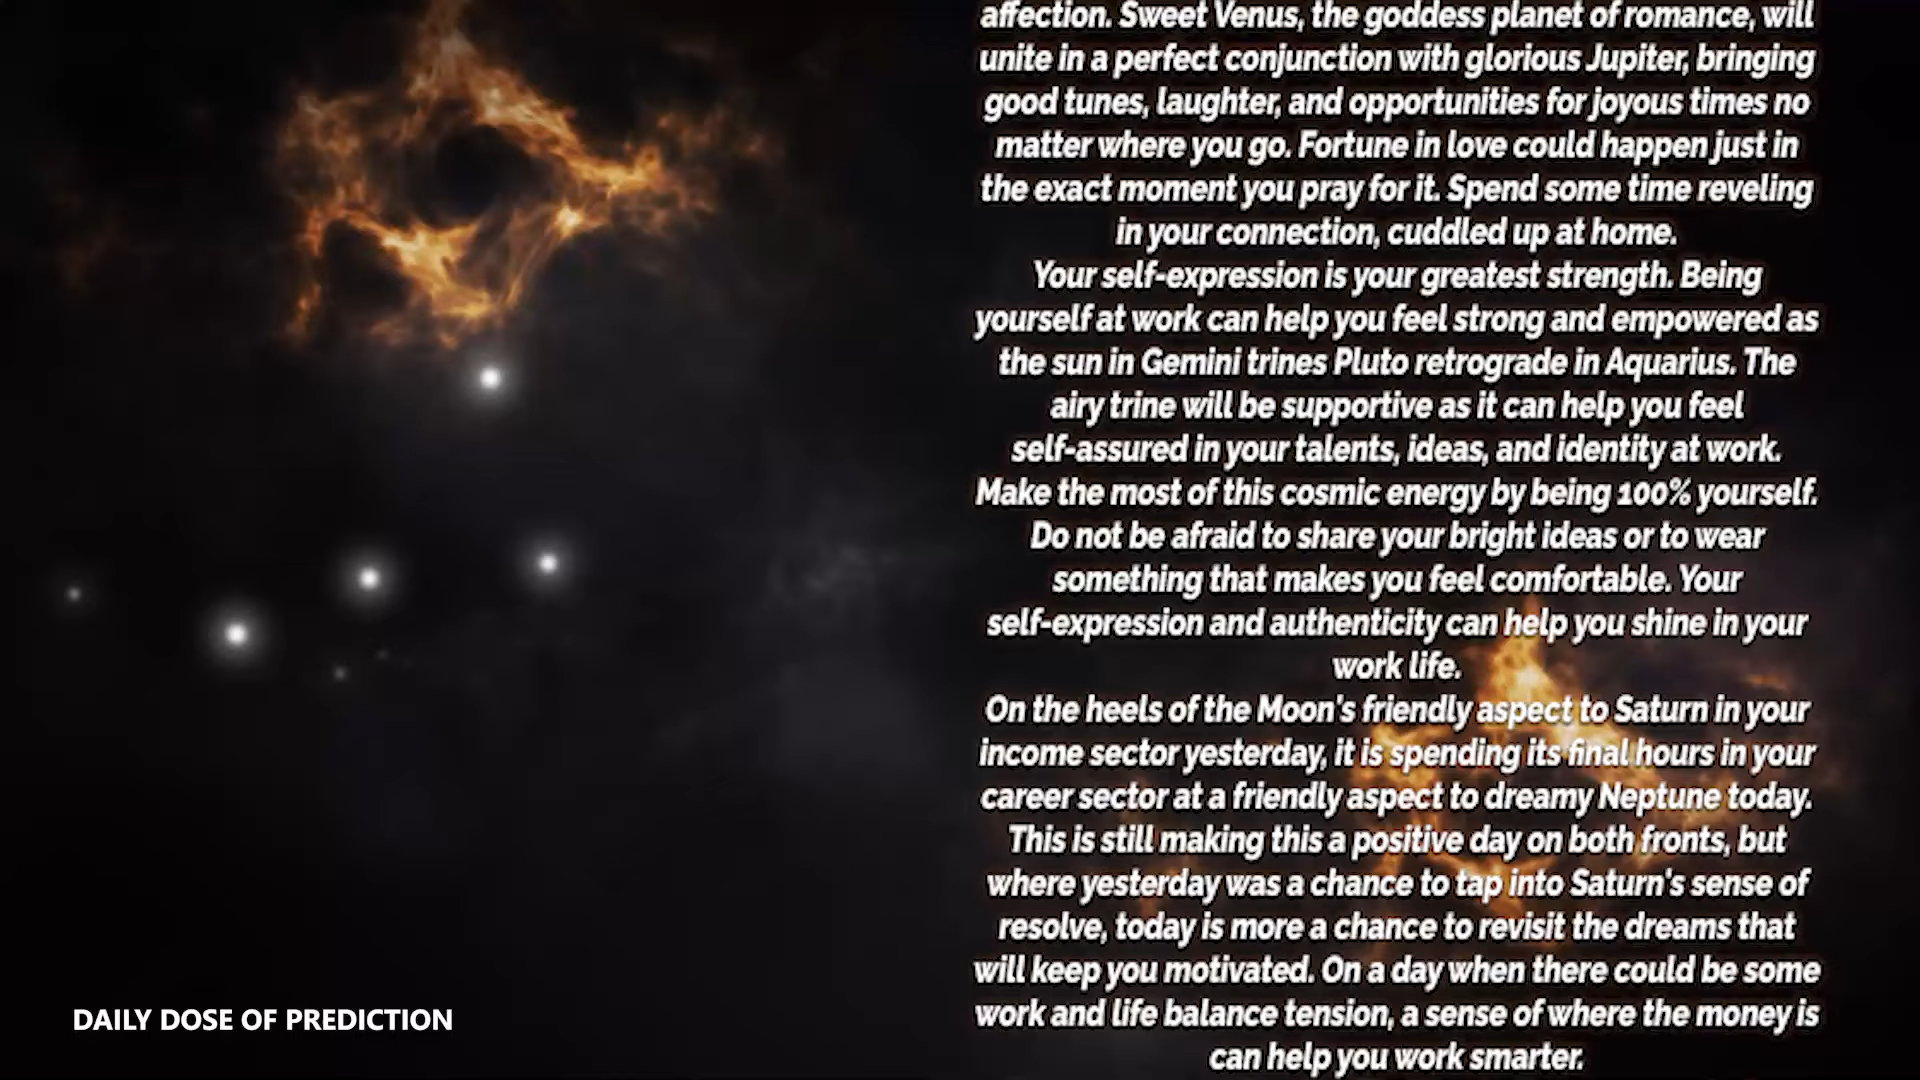 affection. Sweet Venus, the goddess planet of romance, will
unite in a perfect conjunction with glorious Jupiter, bringing
good tunes, laughter, and opportunities for joyous times no
matter where you go. Fortune in love could happen just in
the exact moment you pray for it. Spend some time reveling
in your connection, cuddled up at home.
Your self-expression is your greatest strength. Being
yourself at work can help you feel strong and empowered as
the sun in Gemini trines Pluto retrograde in Aquarius. The
airy trine will be supportive as it can help you feel
self-assured in your talents, ideas, and identity at work.
Make the most of this cosmic energy by being 100% yourself.
Do not be afraid to share your bright ideas or to wear
something that makes you feel comfortable. Your
self-expression and authenticity can help you shine in your
work life.
On the heels of the Moon's friendly aspect to Saturn in your
income sector yesterday, it is spending its final hours in your
career sector at a friendly aspect to dreamy Neptune today.
This is still making this a positive day on both fronts, but
where yesterday was a chance to tap into Saturn's sense of
resolve, today is more a chance to revisit the dreams that
will keep you motivated. On a day when there could be some
work and life balance tension, a sense of where the money is
can help you work smarter.
DAILY DOSE OF PREDICTION